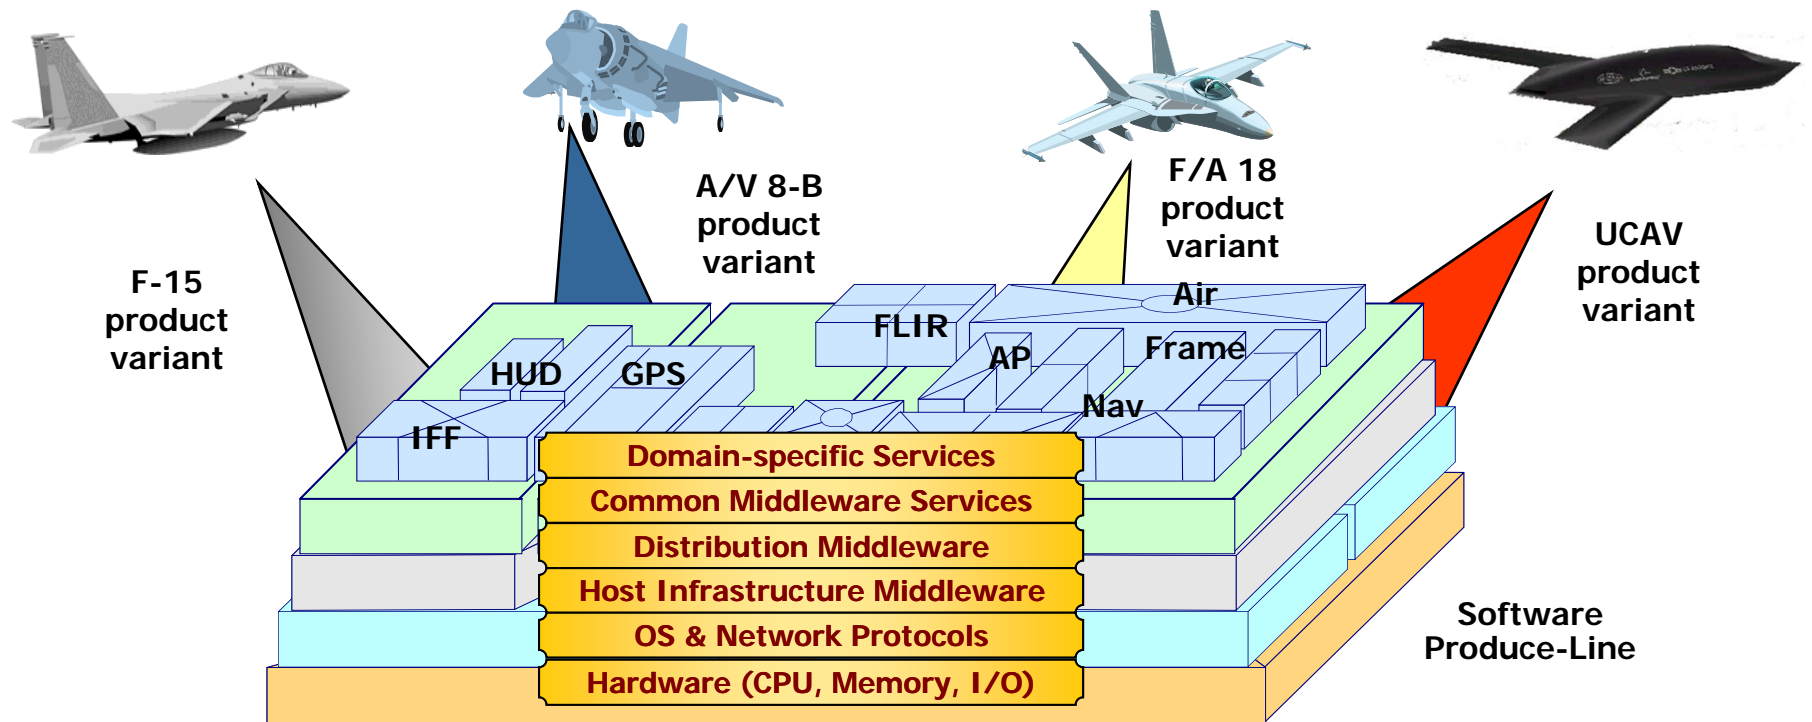 A/V 8-B
product
variant
F/A 18
product
variant
UCAV
product
variant
F-15
product
variant
Air
Frame
FLIR
AP
HUD
GPS
Nav
IFF
Domain-specific Services
Common Middleware Services
Distribution Middleware
Host Infrastructure Middleware
OS & Network Protocols
Hardware (CPU, Memory, I/O)
Software
Produce-Line